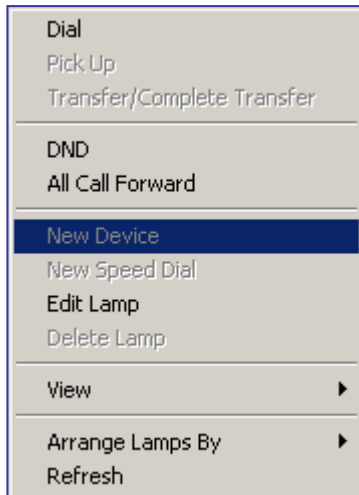 Dial
Pick Up
Transfer/Complete Transfer
DND
All Call Forward
New Device
New Speed Dial
Edit Lamp
Delete Lamp
View
Arrange Lamps By
Refresh